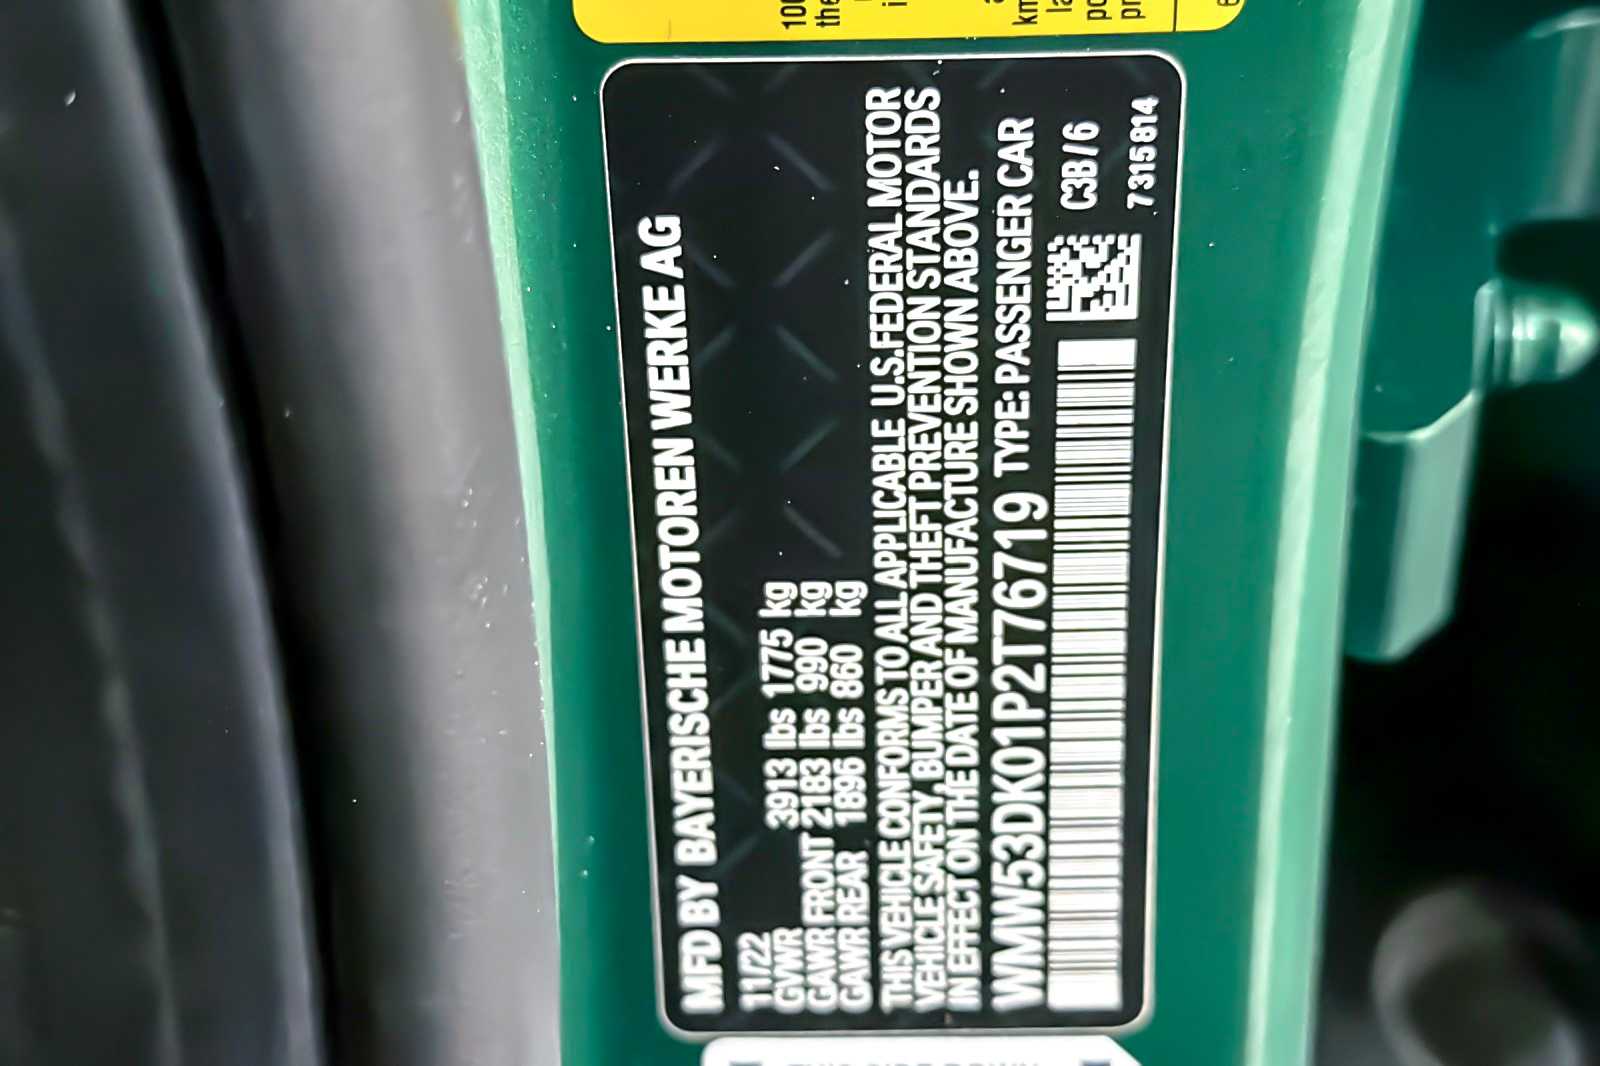 MFD BY BAYERISCHE MOTOREN WERKE AG
11/22
GVWR 3913 lbs 1775 kg
GAWR FRONT 2183 lbs 990 kg
GAWR REAR 1896 lbs 860 kg
THIS VEHICLE CONFORMS TO ALL APPLICABLE U.S. FEDERAL MOTOR
VEHICLE SAFETY, BUMPER AND THEFT PREVENTION STANDARDS
IN EFFECT ON THE DATE OF MANUFACTURE SHOWN ABOVE.
WMW53DK01P2T76719 TYPE: PASSENGER CAR
C3B/6
7315814